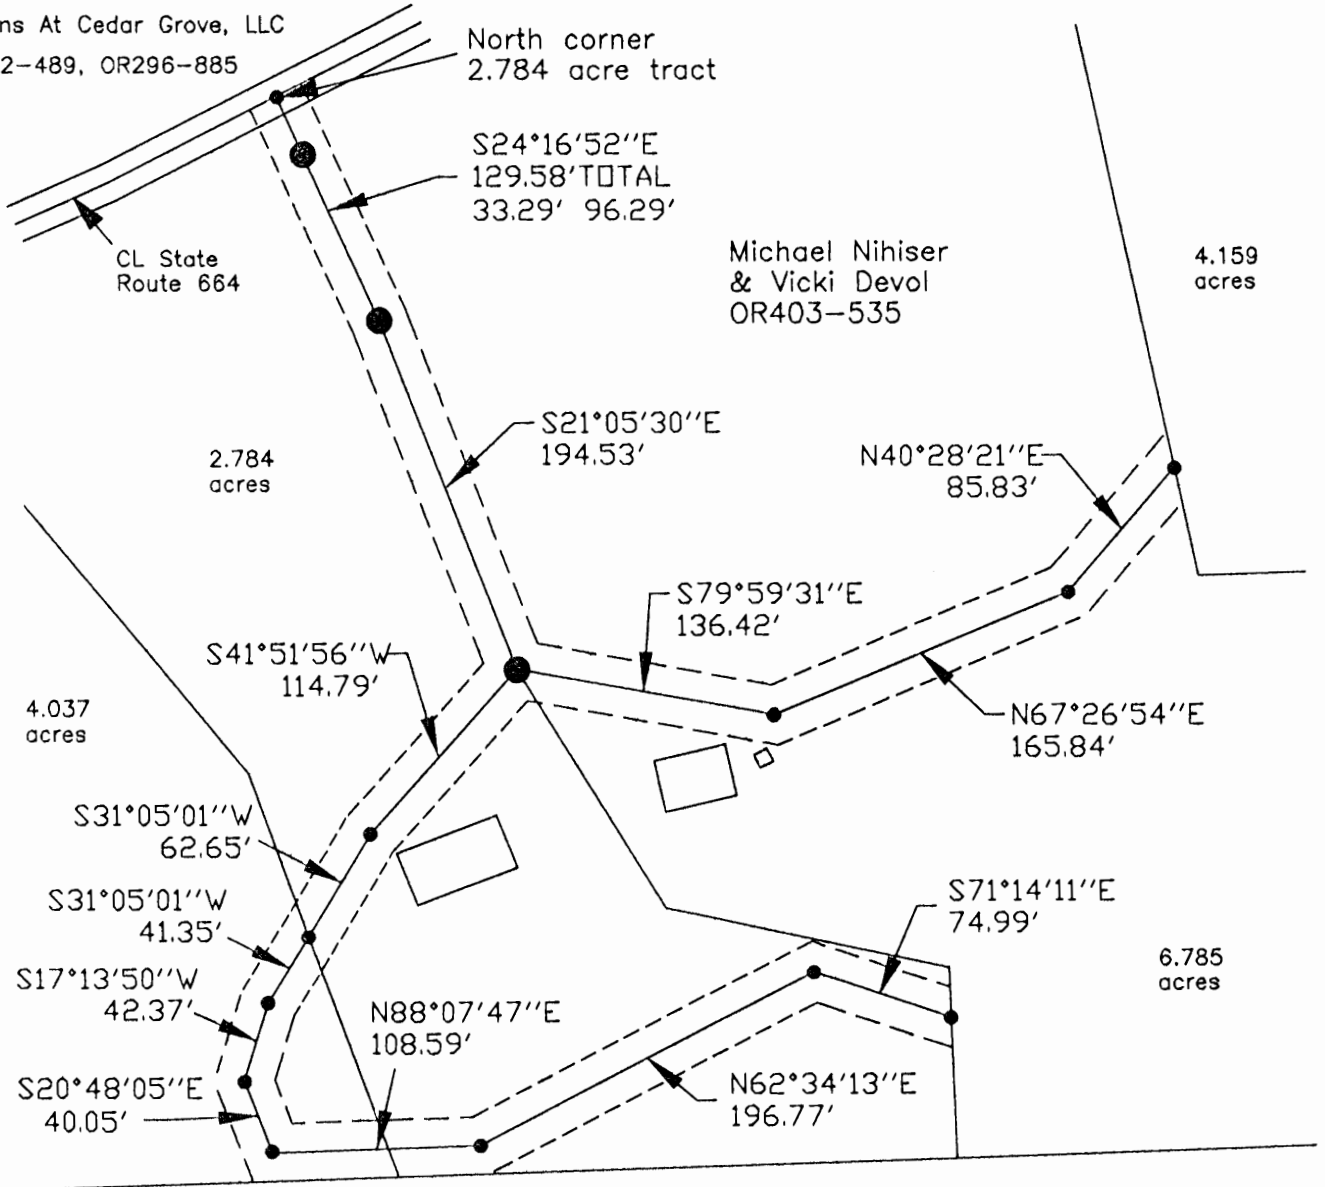 ns At Cedar Grove, LLC
2-489, OR296-885
North corner
2.784 acre tract
S24°16'52''E
129.58'TOTAL
33.29' 96.29'
CL State
Route 664
Michael Nihiser
& Vicki Devol
OR403-535
4.159
acres
S21°05'30''E
194.53'
N40°28'21''E
85.83'
2.784
acres
S79°59'31''E
136.42'
S41°51'56''W
114.79'
4.037
acres
N67°26'54''E
165.84'
S31°05'01''W
62.65'
S31°05'01''W
41.35'
S71°14'11''E
74.99'
6.785
acres
S17°13'50''W
42.37'
N88°07'47''E
108.59'
S20°48'05''E
40.05'
N62°34'13''E
196.77'